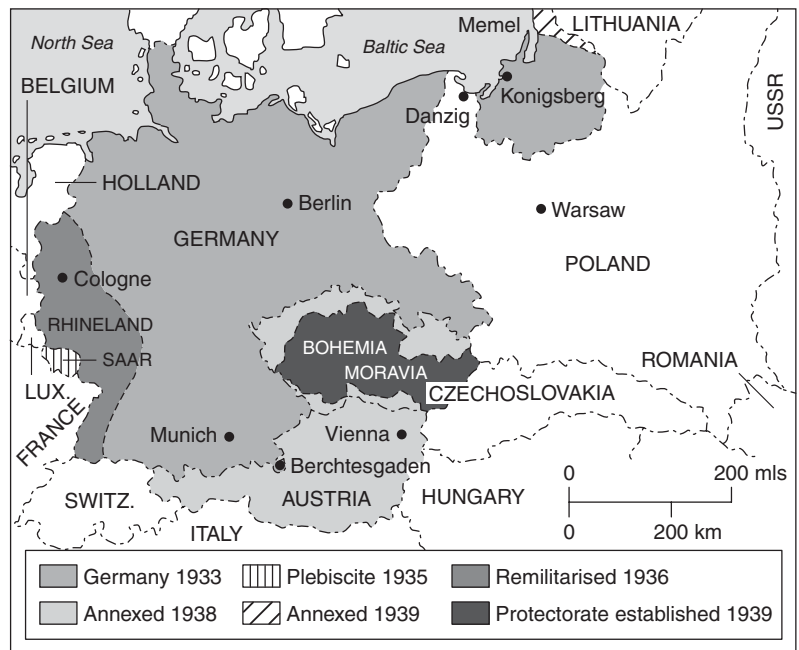 North Sea
Baltic Sea
Memel
LITHUANIA
BELGIUM
USSR
Konigsberg
Danzig
HOLLAND
Berlin
Warsaw
GERMANY
POLAND
Cologne
RHINELAND
BOHEMIA
SAAR
MORAVIA
ROMANIA
LUX.
CZECHOSLOVAKIA
FRANCE
Munich
Vienna
Berchtesgaden
0 200 mls
SWITZ.
AUSTRIA
HUNGARY
ITALY
0 200 km
Germany 1933
Plebiscite 1935
Remilitarised 1936
Annexed 1938
Annexed 1939
Protectorate established 1939